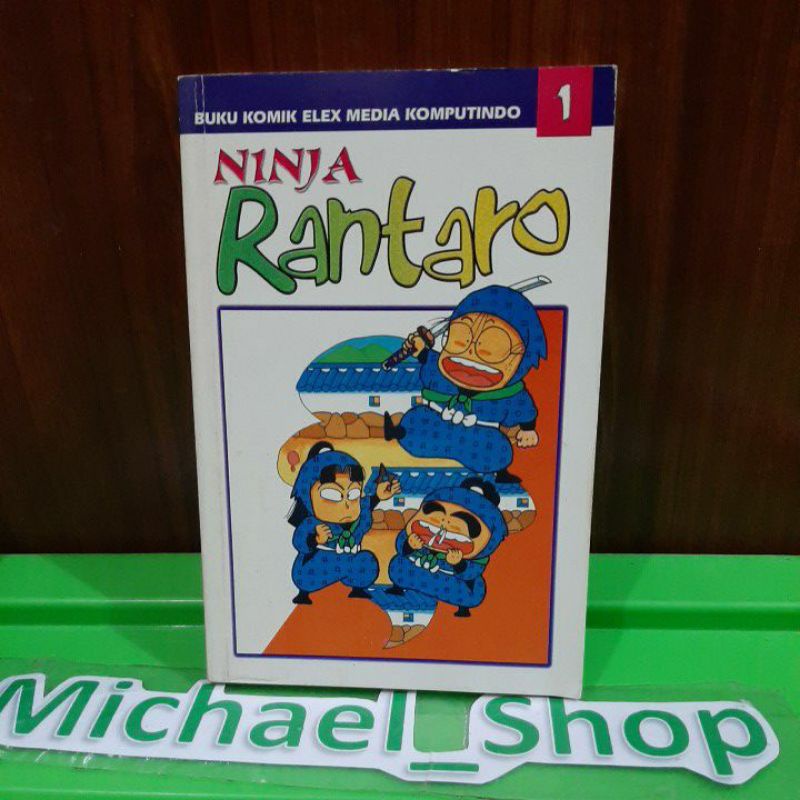 BUKU KOMIK ELEX MEDIA KOMPUTINDO 1
NINJA
Rantaro
Michael_Shop